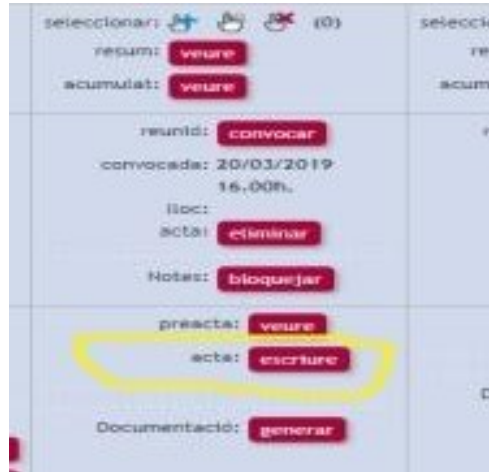 seleccionar: (0)
resum: veure
acumulat: veure
reunió: convocar
convocada: 20/03/2019
16.00h.
lloc:
acta: eliminar
Notes: bloquejar
preacta: veure
acta: escriure
Documentació: generar